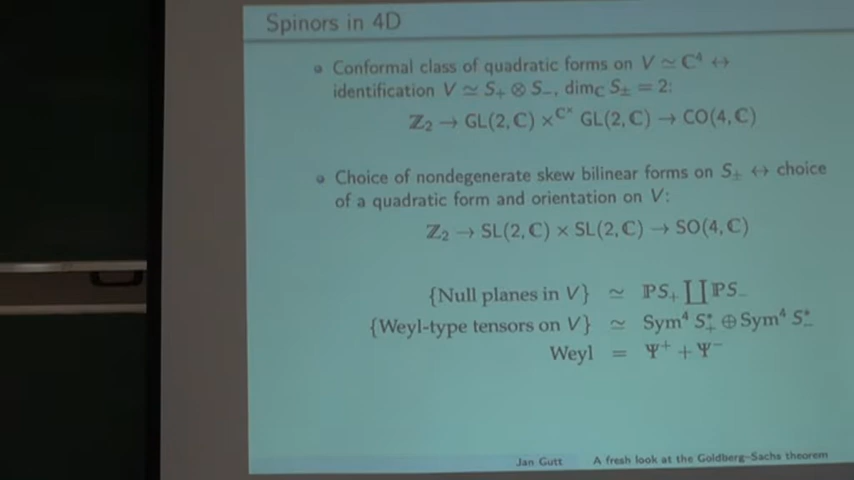 Spinors in 4D
Conformal class of quadratic forms on V ≃ C⁴ ↔
identification V ≃ S₊ ⊗ S₋, dim_C S± = 2:
ℤ₂ → GL(2, ℂ) ×^{ℂ×} GL(2, ℂ) → CO(4, ℂ)
Choice of nondegenerate skew bilinear forms on S± ↔ choice
of a quadratic form and orientation on V:
ℤ₂ → SL(2, ℂ) × SL(2, ℂ) → SO(4, ℂ)
{Null planes in V} ≃ ℙS₊ ∐ ℙS₋
{Weyl-type tensors on V} ≃ Sym⁴ S₊* ⊕ Sym⁴ S₋*
Weyl = Ψ⁺ + Ψ⁻
Jan Gutt A fresh look at the Goldberg–Sachs theorem